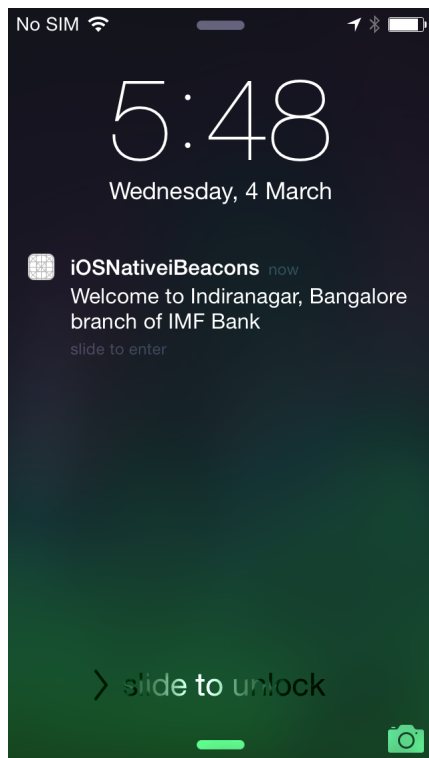 No SIM
5:48
Wednesday, 4 March
iOSNativeiBeacons now
Welcome to Indiranagar, Bangalore
branch of IMF Bank
slide to enter
slide to unlock